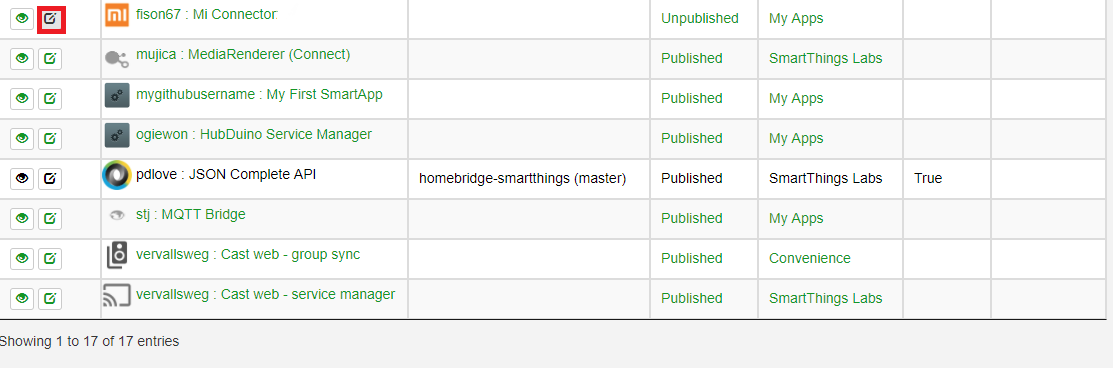 mi fison67 : Mi Connector Unpublished My Apps
mujica : MediaRenderer (Connect) Published SmartThings Labs
mygithubusername : My First SmartApp Published My Apps
ogiewon : HubDuino Service Manager Published My Apps
pdlove : JSON Complete API homebridge-smartthings (master) Published SmartThings Labs True
stj : MQTT Bridge Published My Apps
vervallsweg : Cast web - group sync Published Convenience
vervallsweg : Cast web - service manager Published SmartThings Labs
Showing 1 to 17 of 17 entries